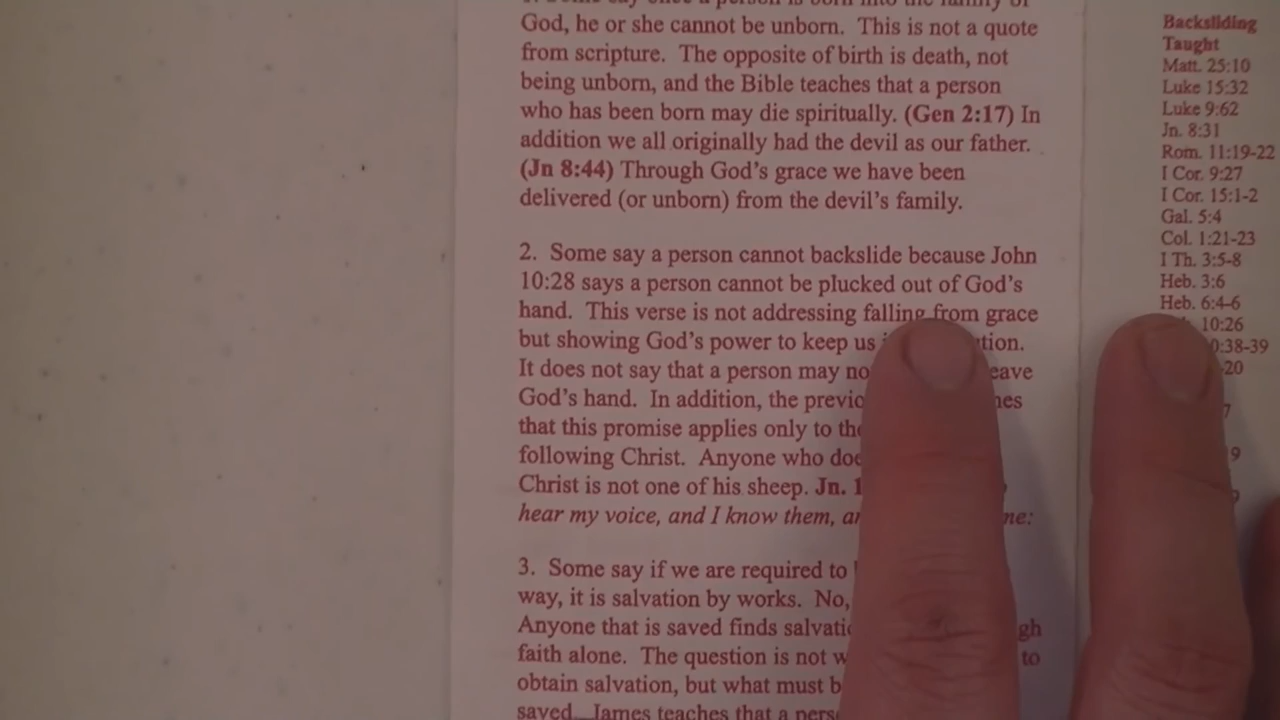 God, he or she cannot be unborn. This is not a quote
from scripture. The opposite of birth is death, not
being unborn, and the Bible teaches that a person
who has been born may die spiritually. (Gen 2:17) In
addition we all originally had the devil as our father.
(Jn 8:44) Through God's grace we have been
delivered (or unborn) from the devil's family.
2. Some say a person cannot backslide because John
10:28 says a person cannot be plucked out of God's
hand. This verse is not addressing falling from grace
but showing God's power to keep us
It does not say that a person may
God's hand. In addition, the
that this promise applies only to
following Christ. Anyone who
Christ is not one of his sheep. Jn.
hear my voice, and I know them, me:
3. Some say if we are required to
way, it is salvation by works. No,
Anyone that is saved finds
faith alone. The question is not to
obtain salvation, but what must
saved. James teaches that a
Backsliding
Taught
Matt. 25:10
Luke 15:32
Luke 9:62
Jn. 8:31
Rom. 11:19-22
I Cor. 9:27
I Cor. 15:1-2
Gal. 5:4
Col. 1:21-23
I Th. 3:5-8
Heb. 3:6
Heb. 6:4-6
10:26
:38-39
-20